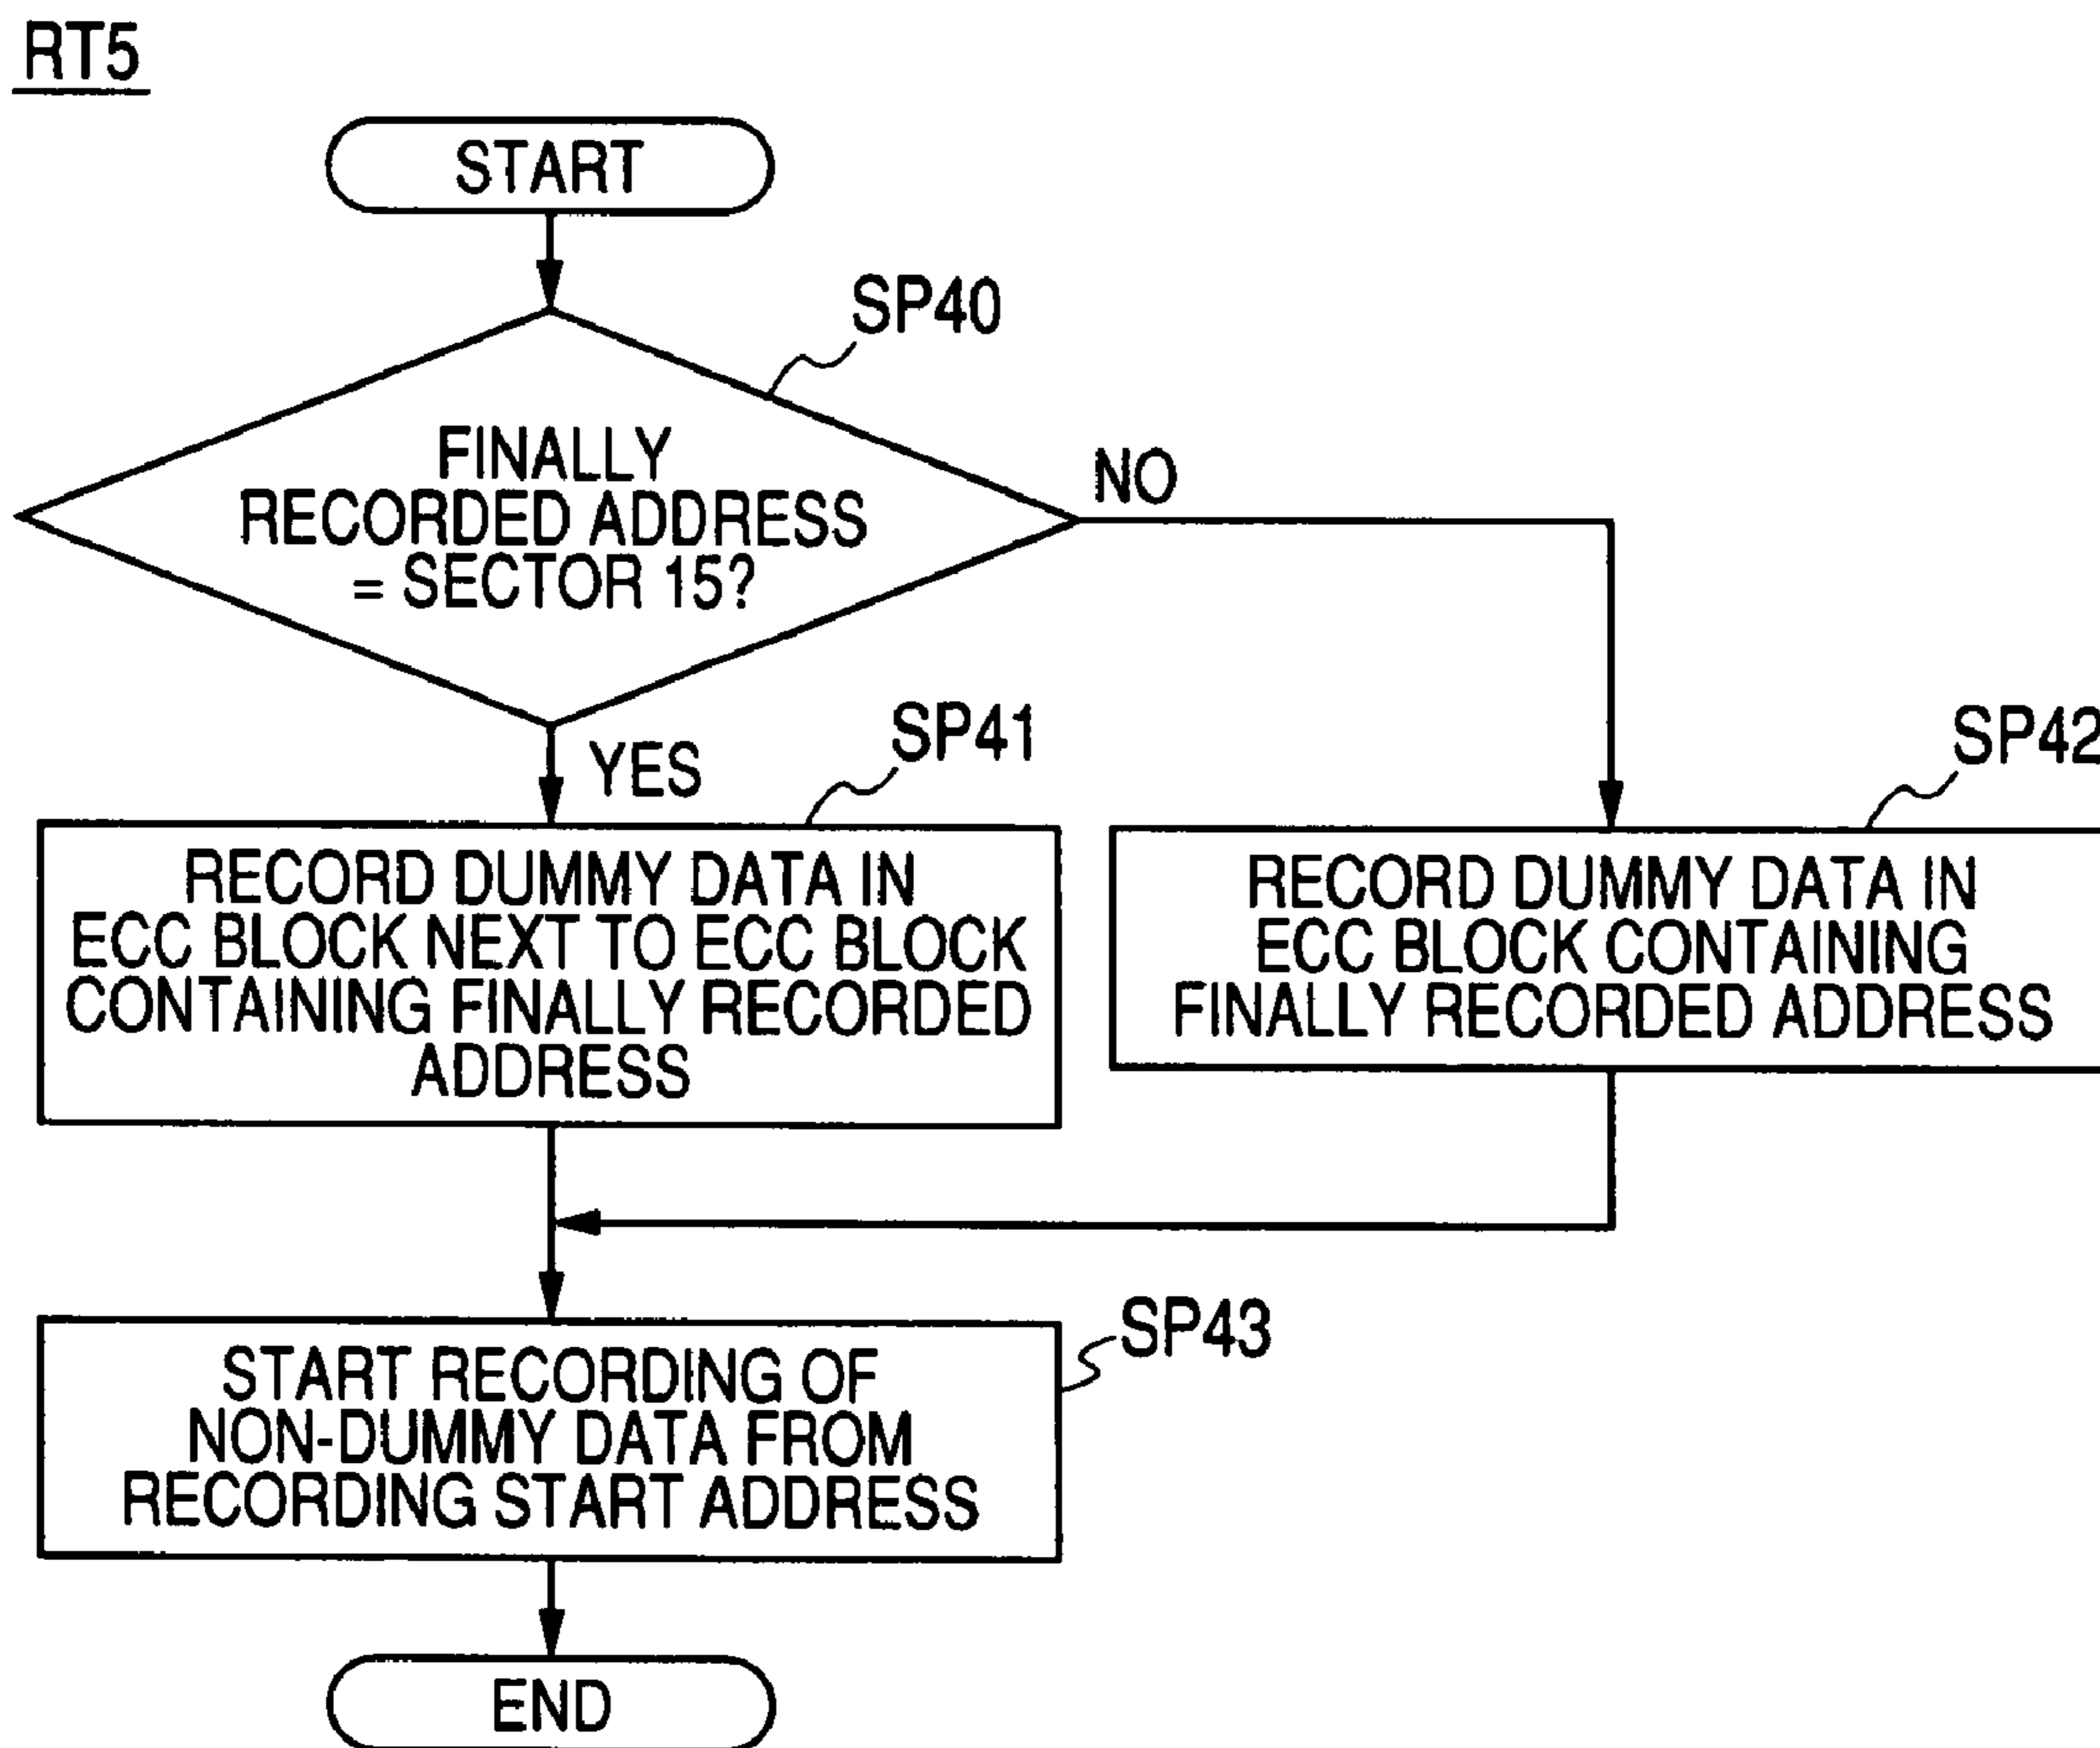 RT5
START
SP40
FINALLY
RECORDED ADDRESS
= SECTOR 15?
NO
YES
SP41
SP42
RECORD DUMMY DATA IN
ECC BLOCK NEXT TO ECC BLOCK
CONTAINING FINALLY RECORDED
ADDRESS
RECORD DUMMY DATA IN
ECC BLOCK CONTAINING
FINALLY RECORDED ADDRESS
SP43
START RECORDING OF
NON-DUMMY DATA FROM
RECORDING START ADDRESS
END